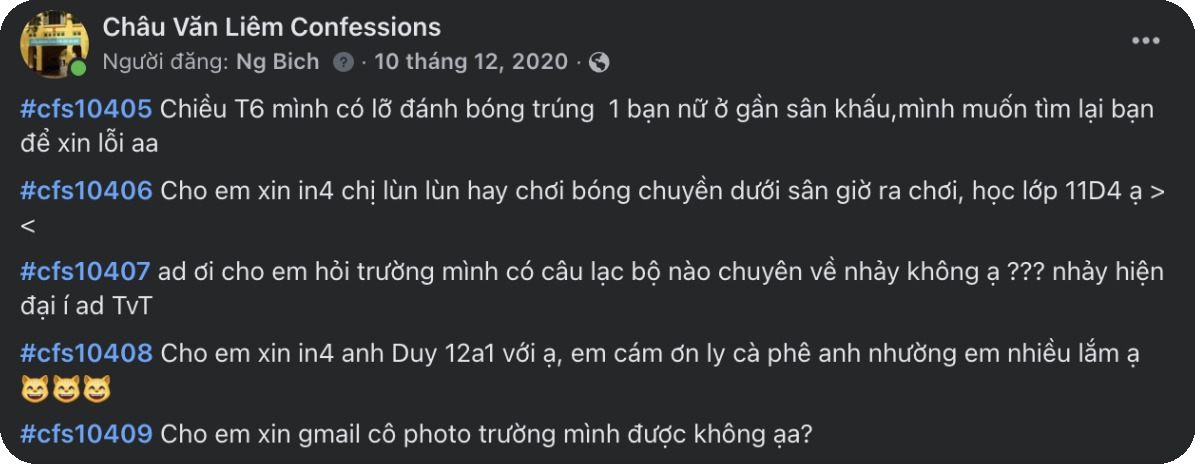 Châu Văn Liêm Confessions
Người đăng: Ng Bich · 10 tháng 12, 2020 ·
#cfs10405 Chiều T6 mình có lỡ đánh bóng trúng  1 bạn nữ ở gần sân khấu,mình muốn tìm lại bạn
để xin lỗi aa
#cfs10406 Cho em xin in4 chị lùn lùn hay chơi bóng chuyền dưới sân giờ ra chơi, học lớp 11D4 ạ >
<
#cfs10407 ad ơi cho em hỏi trường mình có câu lạc bộ nào chuyên về nhảy không ạ ??? nhảy hiện
đại í ad TvT
#cfs10408 Cho em xin in4 anh Duy 12a1 với ạ, em cám ơn ly cà phê anh nhường em nhiều lắm ạ
😸😸😸
#cfs10409 Cho em xin gmail cô photo trường mình được không ạa?